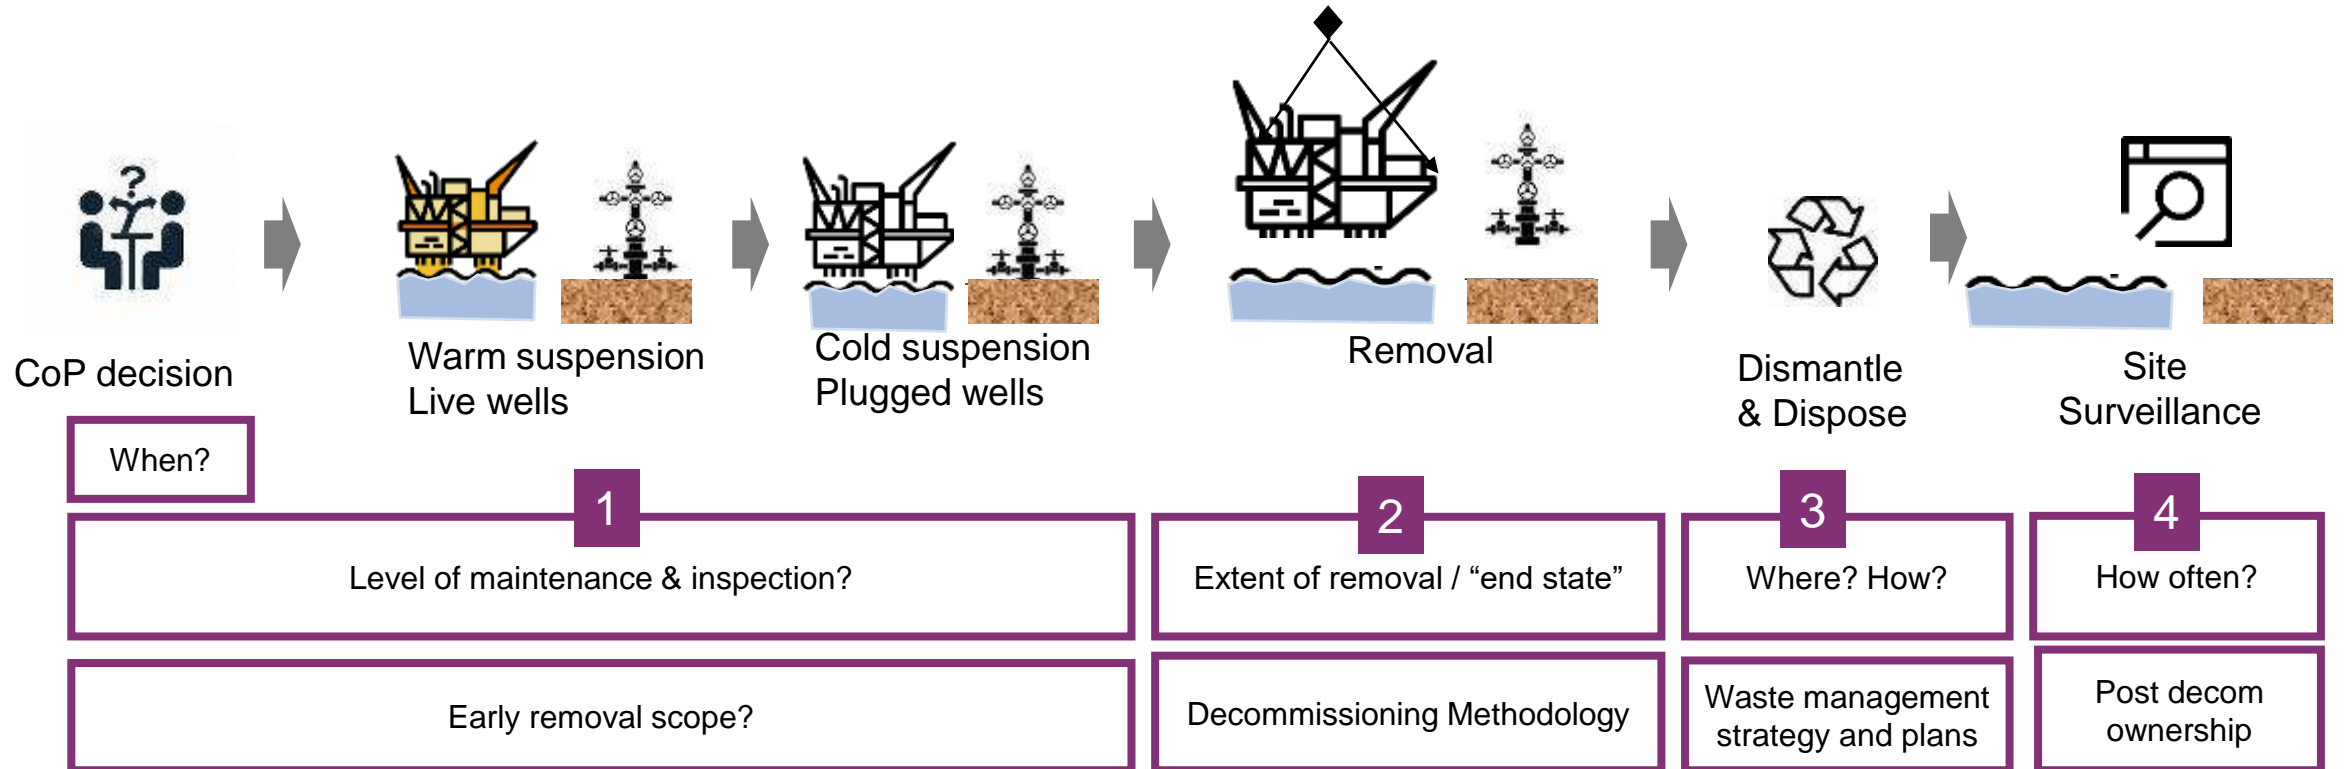 ?
CoP decision
Warm suspension
Live wells
Cold suspension
Plugged wells
Removal
Dismantle
& Dispose
Site
Surveillance
When?
1
2
3
4
Level of maintenance & inspection?
Extent of removal / “end state”
Where? How?
How often?
Early removal scope?
Decommissioning Methodology
Waste management
strategy and plans
Post decom
ownership